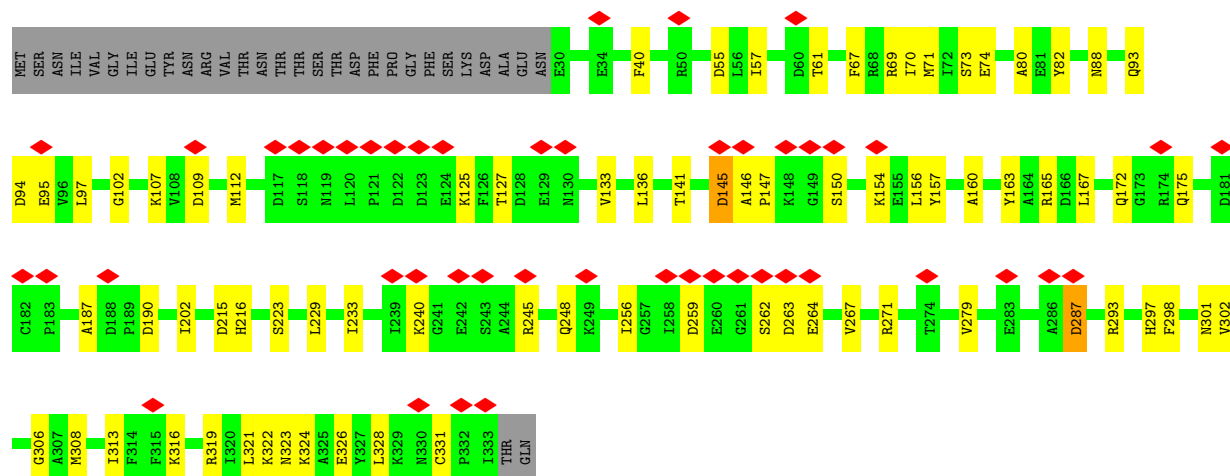 MET SER ASN ILE VAL GLY ILE GLU TYR ASN ARG VAL THR ASN THR THR SER THR ASP PHE PRO GLY PHE SER LYS ASP ALA GLU ASN E30 E34 F40 R50 D55 L56 I57 D60 T61 F67 R68 R69 I70 M71 I72 S73 E74 A80 E81 Y82 N88 Q93
D94 E95 V96 L97 G102 K107 V108 D109 M112 D117 S118 N119 L120 P121 D122 D123 E124 K125 F126 T127 D128 E129 N130 V133 L136 T141 D145 A146 P147 K148 G149 S150 K154 E155 L156 Y157 A160 Y163 A164 R165 D166 L167 Q172 G173 R174 Q175 D181
G182 P183 A187 D188 P189 D190 I202 D215 H216 S223 L229 I233 I239 K240 G241 E242 S243 A244 R245 Q248 K249 I256 G257 I258 D259 E260 G261 S262 D263 E264 V267 R271 T274 V279 E283 A286 D287 R293 H297 F298 N301 V302
G306 A307 M308 I313 F314 F315 K316 R319 I320 L321 K322 N323 K324 A325 E326 Y327 L328 K329 N330 C331 P332 I333 THR GLN